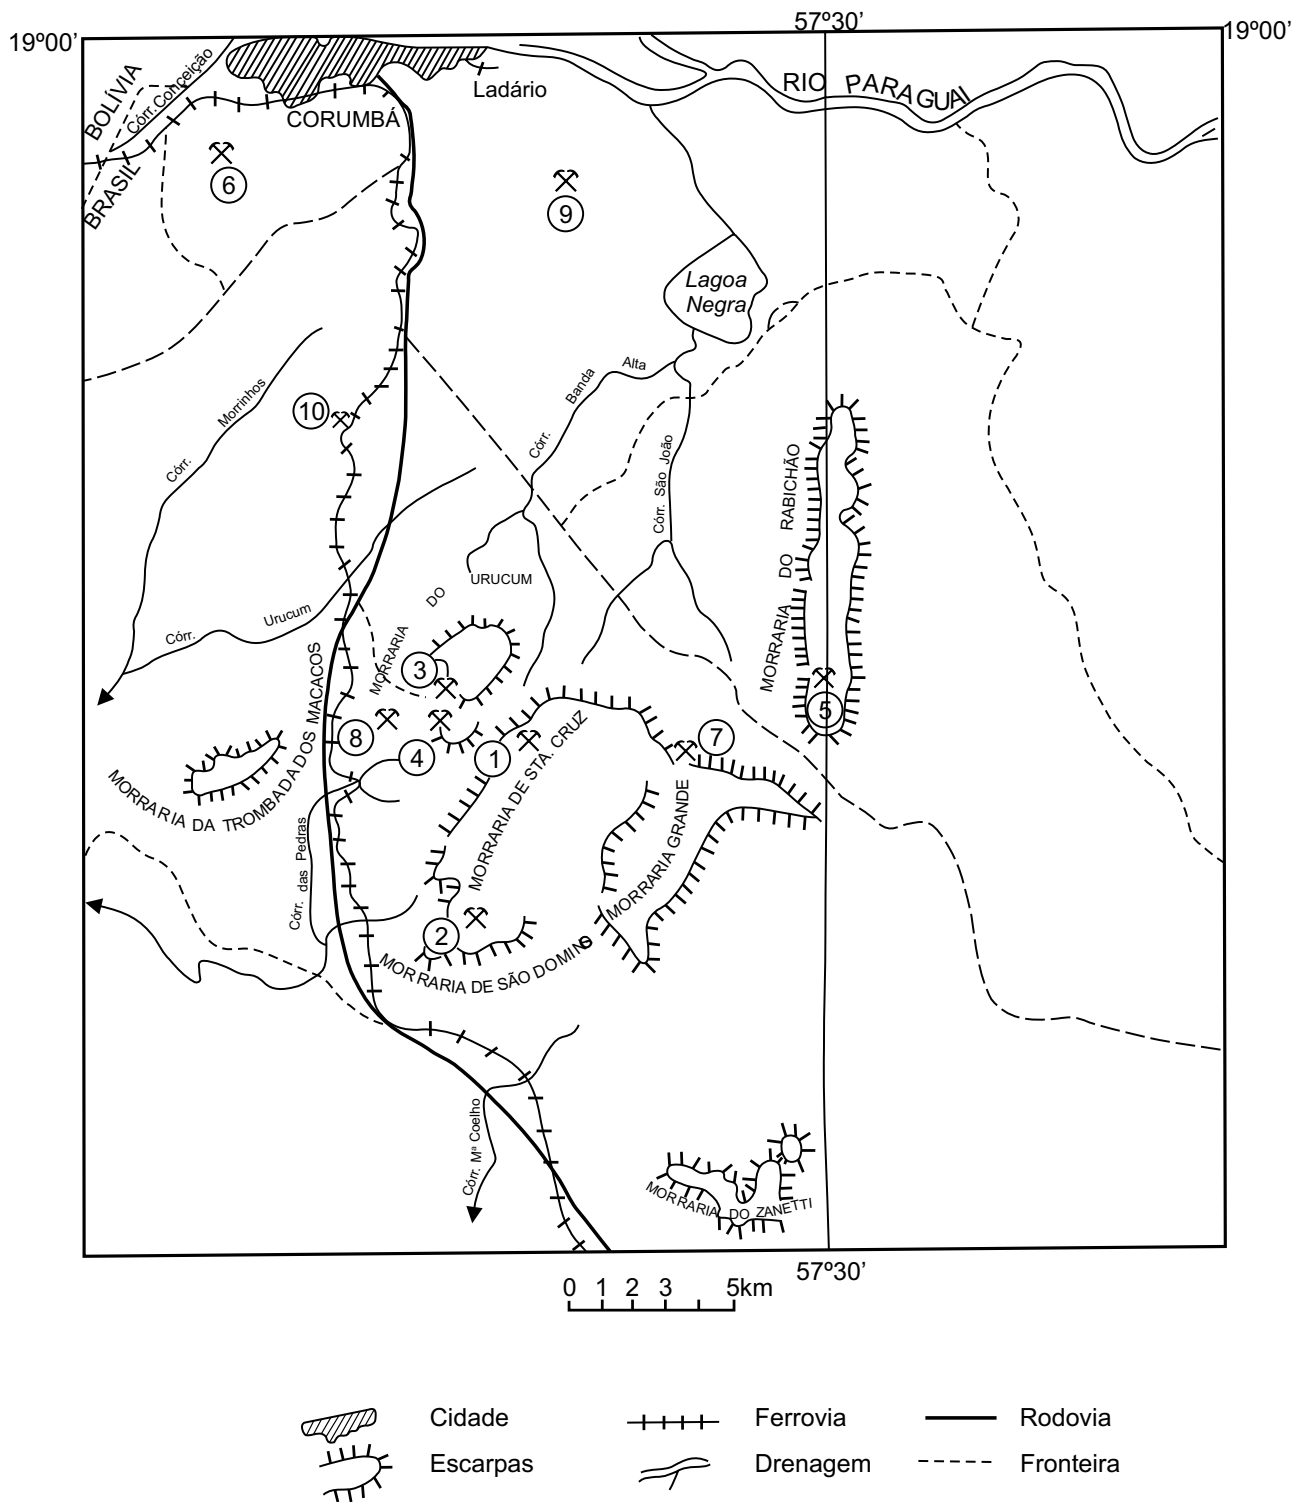 57º30’
19º00’
19º00’
BOLÍVIA
Córr. Conceição
BRASIL
CORUMBÁ
Ladário
RIO PARAGUAI
6
9
Lagoa
Negra
Córr. Morrinhos
10
Córr. Banda Alta
Córr. São João
MORRARIA DO RABICHÃO
Córr. Urucum
MORRARIA DO URUCUM
3
5
8
4
1
7
MORRARIA DA TROMBADA DOS MACACOS
MORRARIA DE STA. CRUZ
MORRARIA GRANDE
Córr. das Pedras
2
MORRARIA DE SÃO DOMINGO
Córr. Mª Coelho
MORRARIA DO ZANETTI
57º30’
0 1 2 3 5km
Cidade
Ferrovia
Rodovia
Escarpas
Drenagem
Fronteira